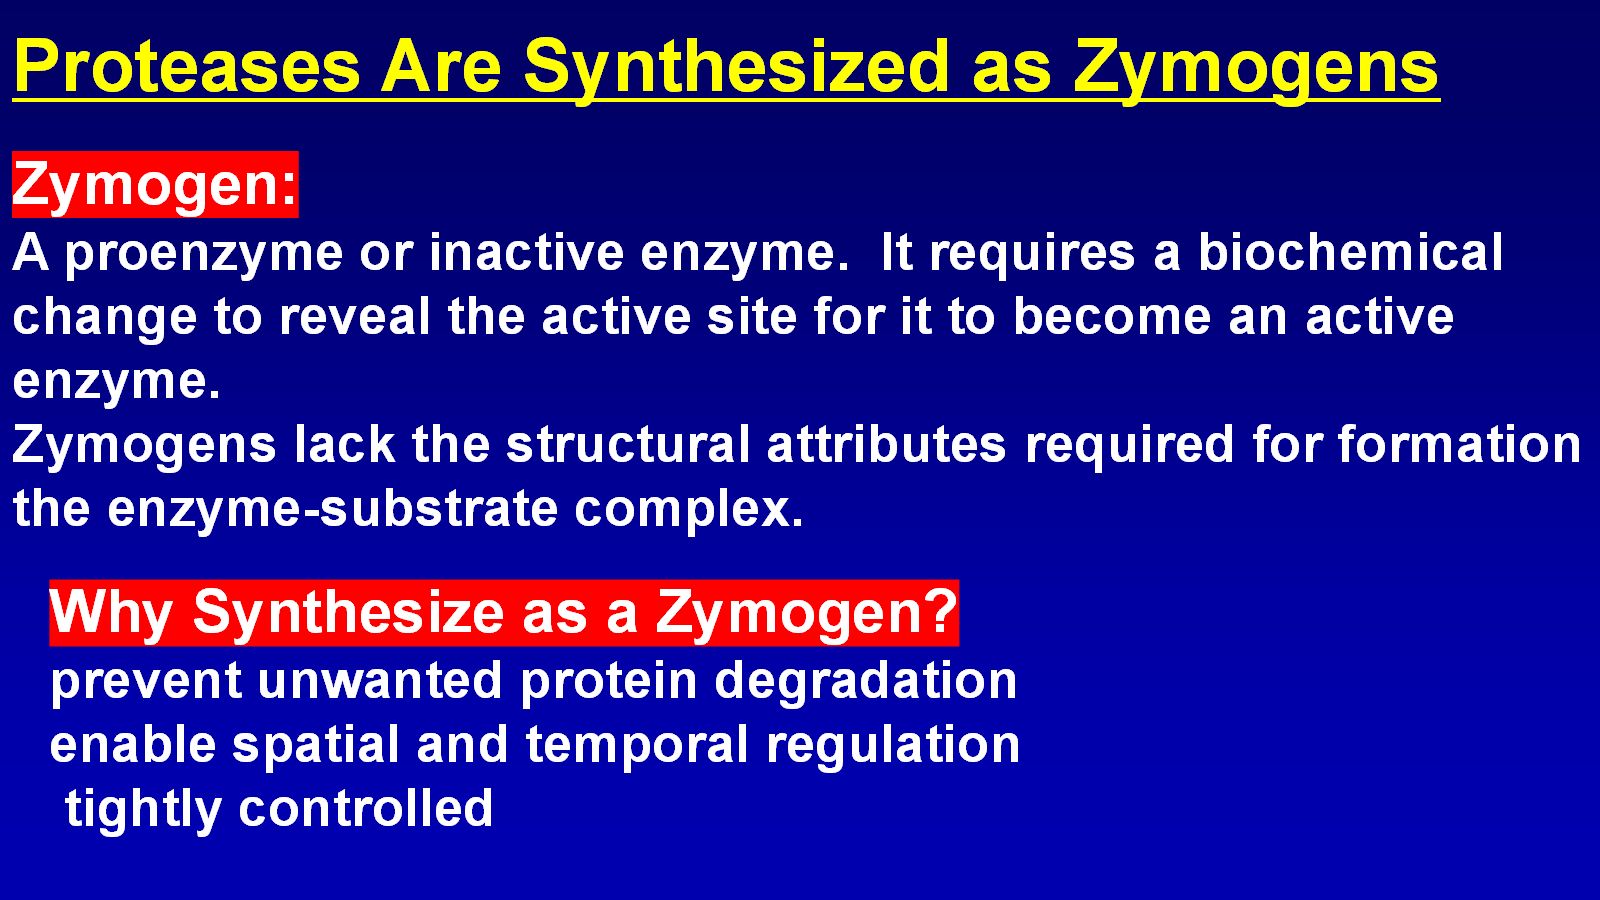 Proteases Are Synthesized as Zymogens
Zymogen:
A proenzyme or inactive enzyme.  It requires a biochemical
change to reveal the active site for it to become an active
enzyme.
Zymogens lack the structural attributes required for formation
the enzyme-substrate complex.
Why Synthesize as a Zymogen?
prevent unwanted protein degradation
enable spatial and temporal regulation
tightly controlled